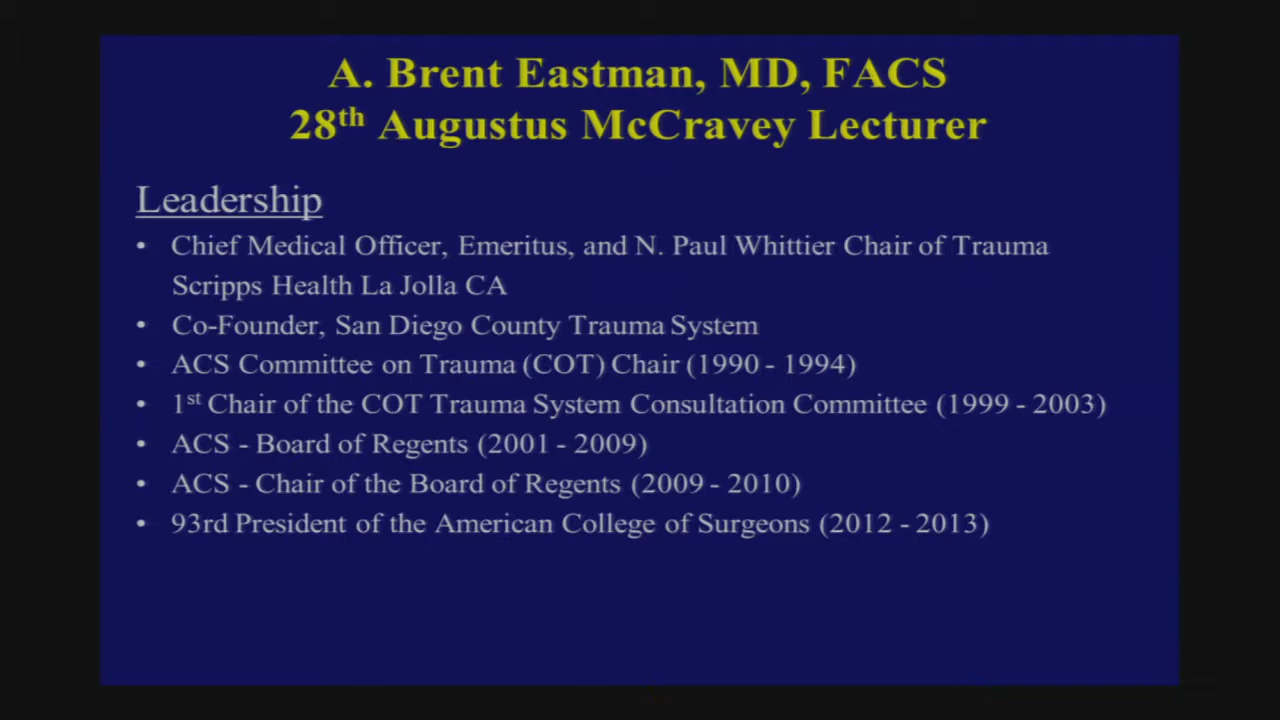 A. Brent Eastman, MD, FACS
28th Augustus McCravey Lecturer
Leadership
• Chief Medical Officer, Emeritus, and N. Paul Whittier Chair of Trauma
Scripps Health La Jolla CA
• Co-Founder, San Diego County Trauma System
• ACS Committee on Trauma (COT) Chair (1990 - 1994)
• 1st Chair of the COT Trauma System Consultation Committee (1999 - 2003)
• ACS - Board of Regents (2001 - 2009)
• ACS - Chair of the Board of Regents (2009 - 2010)
• 93rd President of the American College of Surgeons (2012 - 2013)